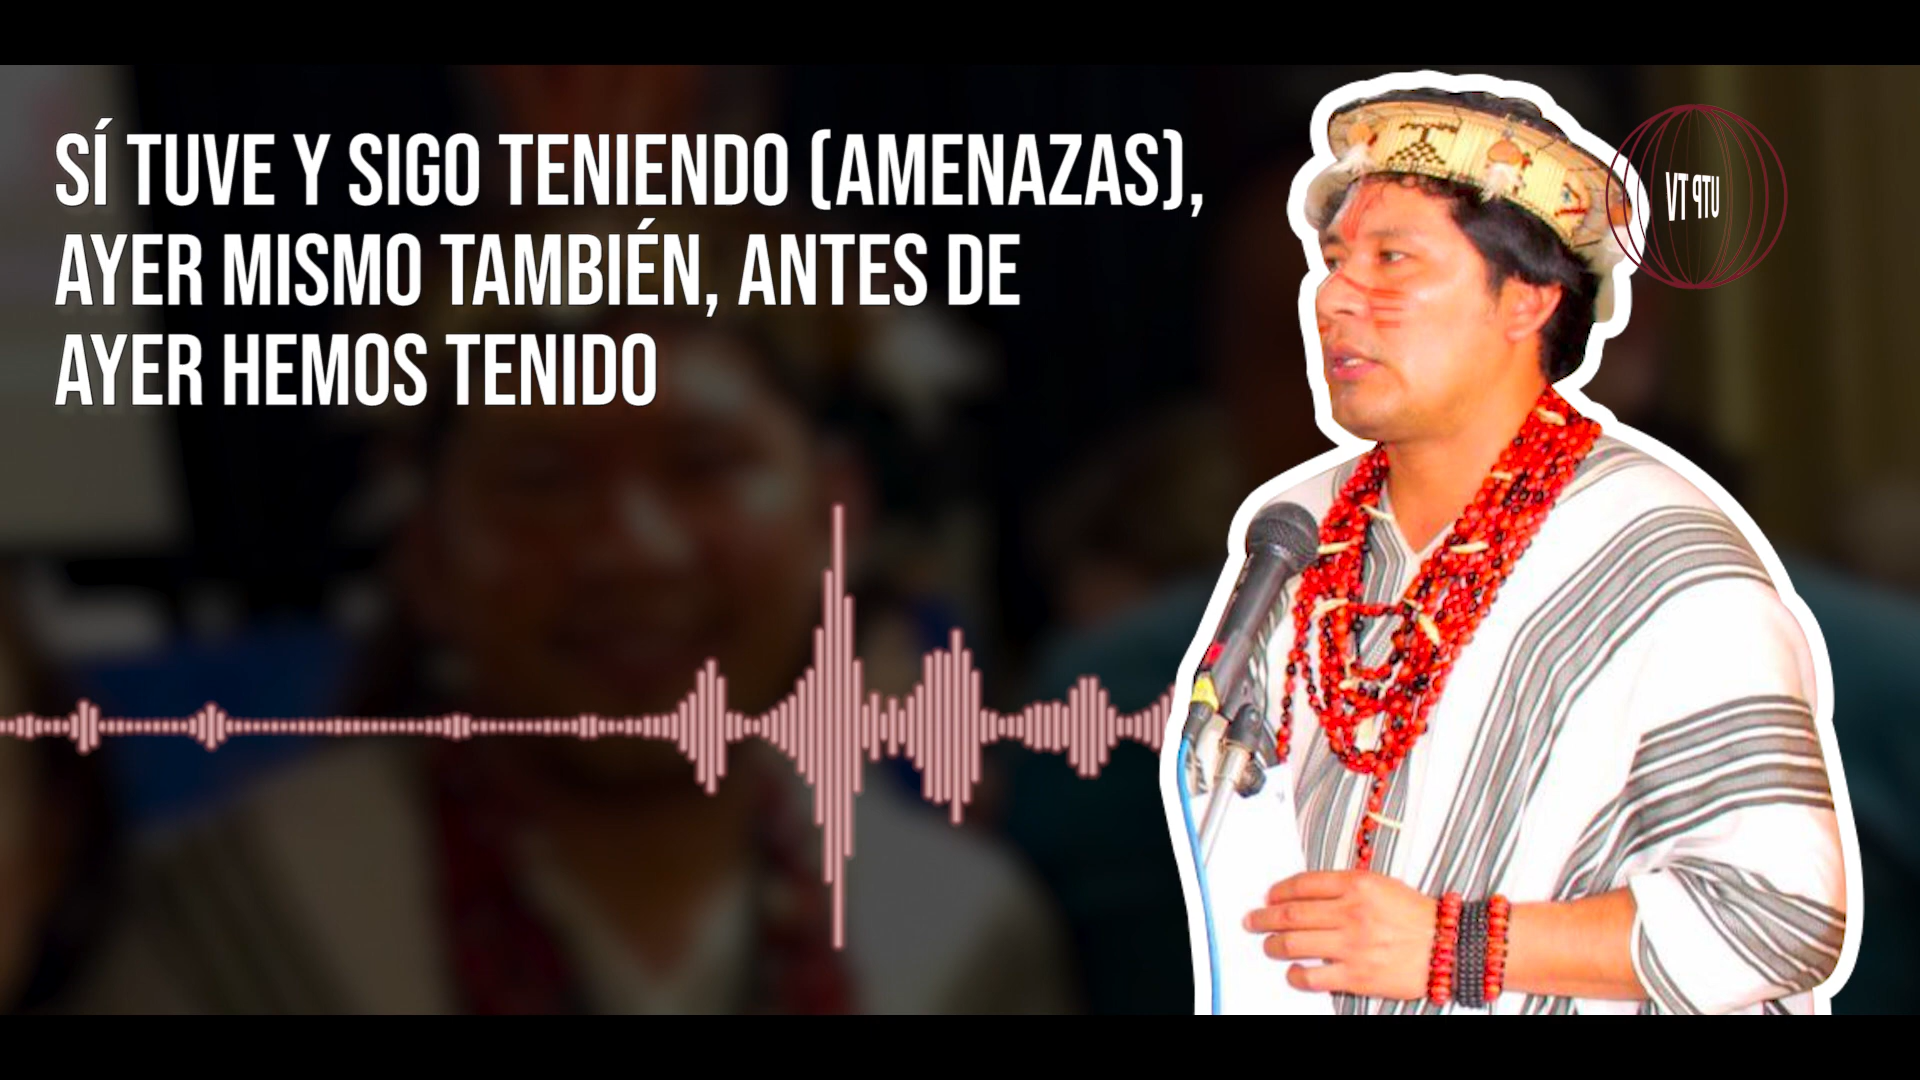 SÍ TUVE Y SIGO TENIENDO (AMENAZAS),
AYER MISMO TAMBIÉN, ANTES DE
AYER HEMOS TENIDO
UTP TV